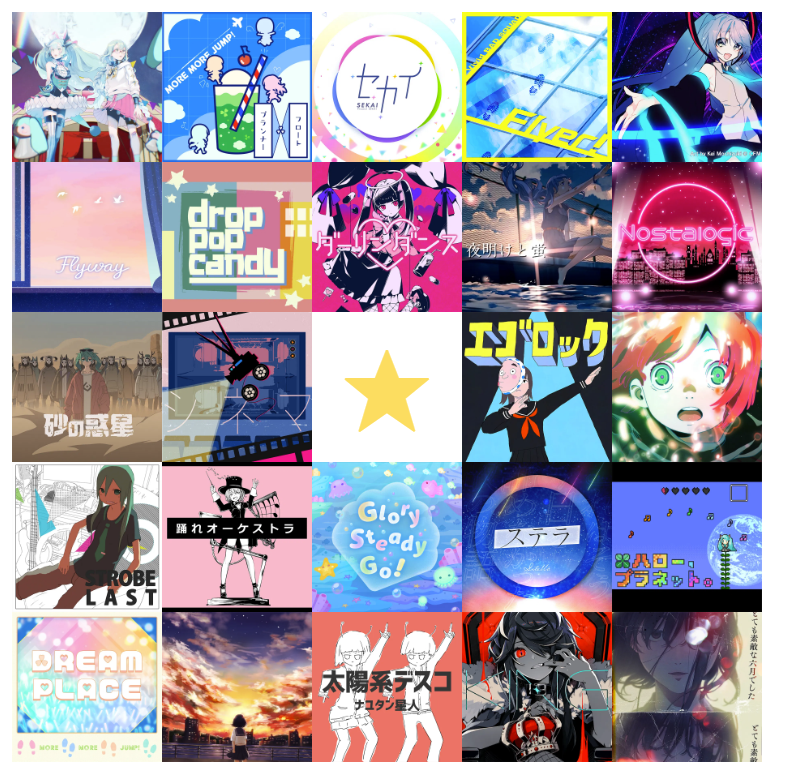 MORE MORE JUMP!
フロート
プランナー
セカイ
SEKAI
Flyer!
Flyway
drop
pop
candy
ダーリンダンス
夜明けと蛍
Nostalogic
砂の惑星
シネマ
エゴロック
STROBE
LAST
踊れオーケストラ
Glory
Steady
Go!
ステラ
ハロー、
プラネット。
DREAM
PLACE
MORE MORE JUMP!
太陽系デスコ
ナユタン星人
とても素敵な六月でした